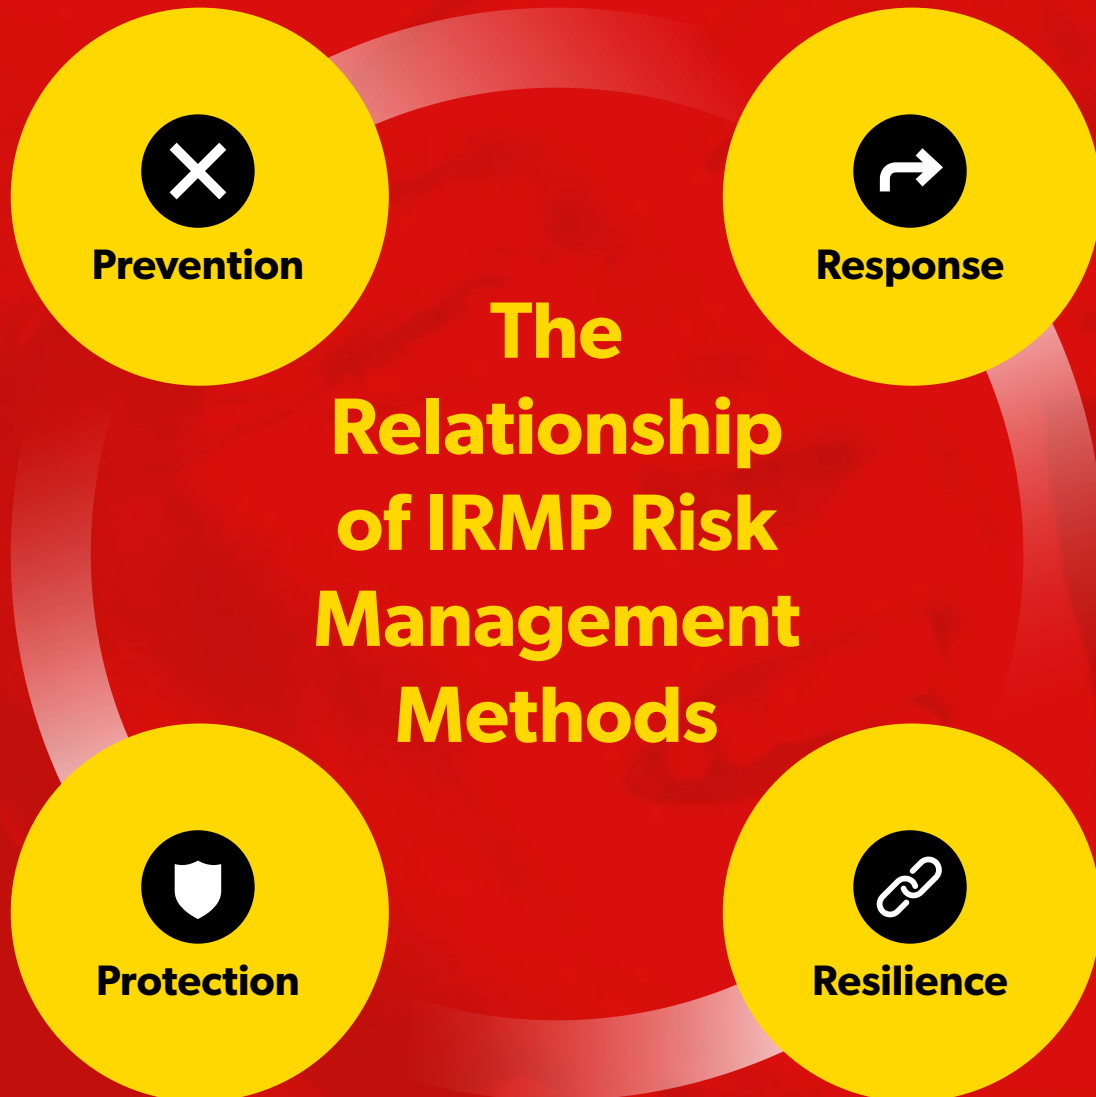 Prevention
Response
The
Relationship
of IRMP Risk
Management
Methods
Protection
Resilience